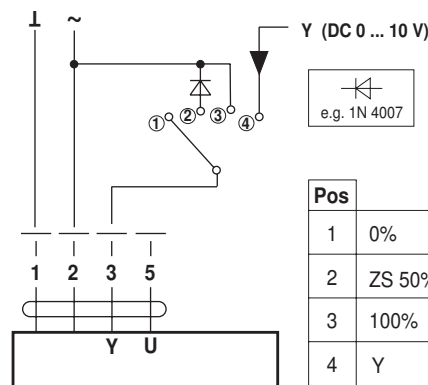 ⊥ ~
Y (DC 0 ... 10 V)
① ② ③ ④
e.g. 1N 4007
Pos
1 0%
2 ZS 50%
3 100%
4 Y
1 2 3 5
Y U